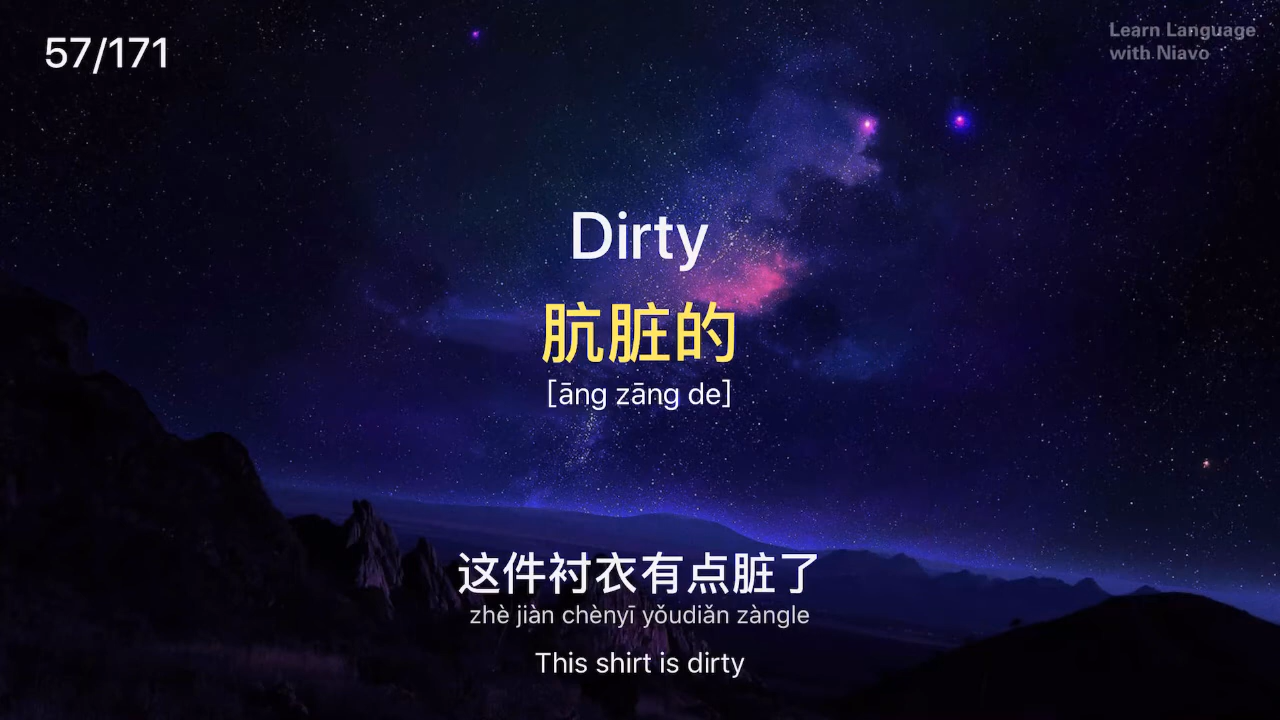 57/171
Learn Language
with Niavo
Dirty
肮脏的
[āng zāng de]
这件衬衣有点脏了
zhè jiàn chènyī yǒudiǎn zàngle
This shirt is dirty